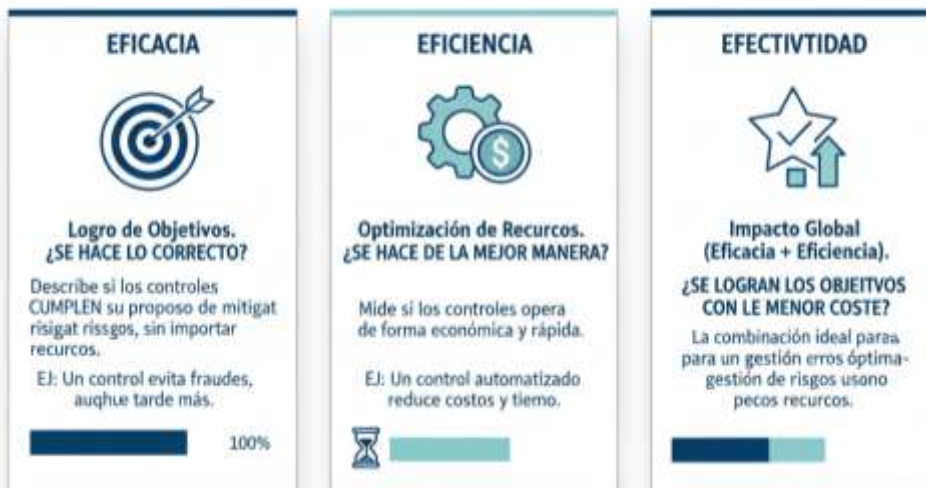 EFICACIA
Logro de Objetivos.
¿SE HACE LO CORRECTO?
Describe si los controles
CUMPLEN su proposo de mitigat
risigat rissgos, sin importar
recurcos.
EJ: Un control evita fraudes,
auqhue tarde más.
100%
EFICIENCIA
$
Optimización de Recurcos.
¿SE HACE DE LA MEJOR MANERA?
Mide si los controles opera
de forma económica y rápida.
EJ: Un control automatizado
reduce costos y tiemo.
EFECTIVTIDAD
Impacto Global
(Eficacia + Eficiencia).
¿SE LOGRAN LOS OBJEITVOS
CON LE MENOR COSTE?
La combinación ideal paraa
para un gestión erros óptima-
gestión de risgos usono
pecos recurcos.